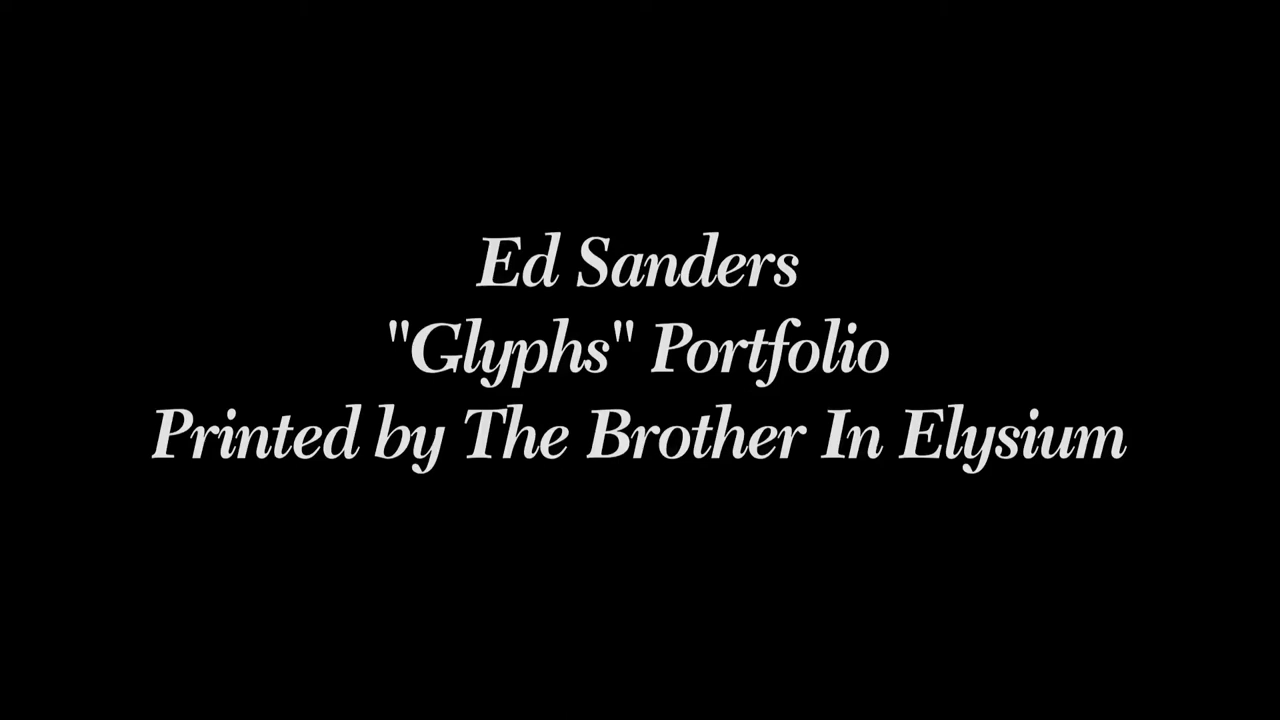 Ed Sanders
"Glyphs" Portfolio
Printed by The Brother In Elysium